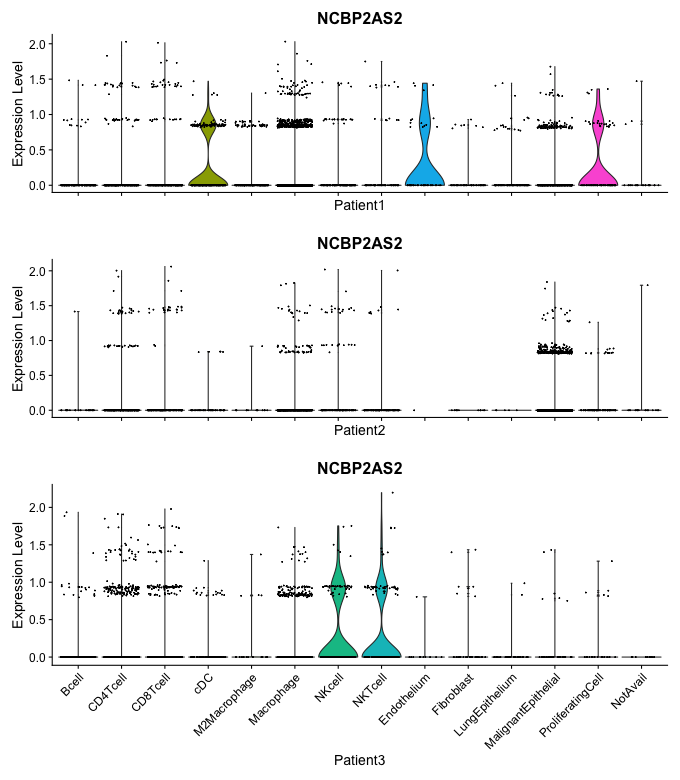 NCBP2AS2
Expression Level
2.0
1.5
1.0
0.5
0.0
Patient1
NCBP2AS2
Expression Level
2.0
1.5
1.0
0.5
0.0
Patient2
NCBP2AS2
Expression Level
2.0
1.5
1.0
0.5
0.0
Bcell
CD4Tcell
CD8Tcell
cDC
M2Macrophage
Macrophage
NKcell
NKTcell
Endothelium
Fibroblast
LungEpithelium
MalignantEpithelial
ProliferatingCell
NotAvail
Patient3